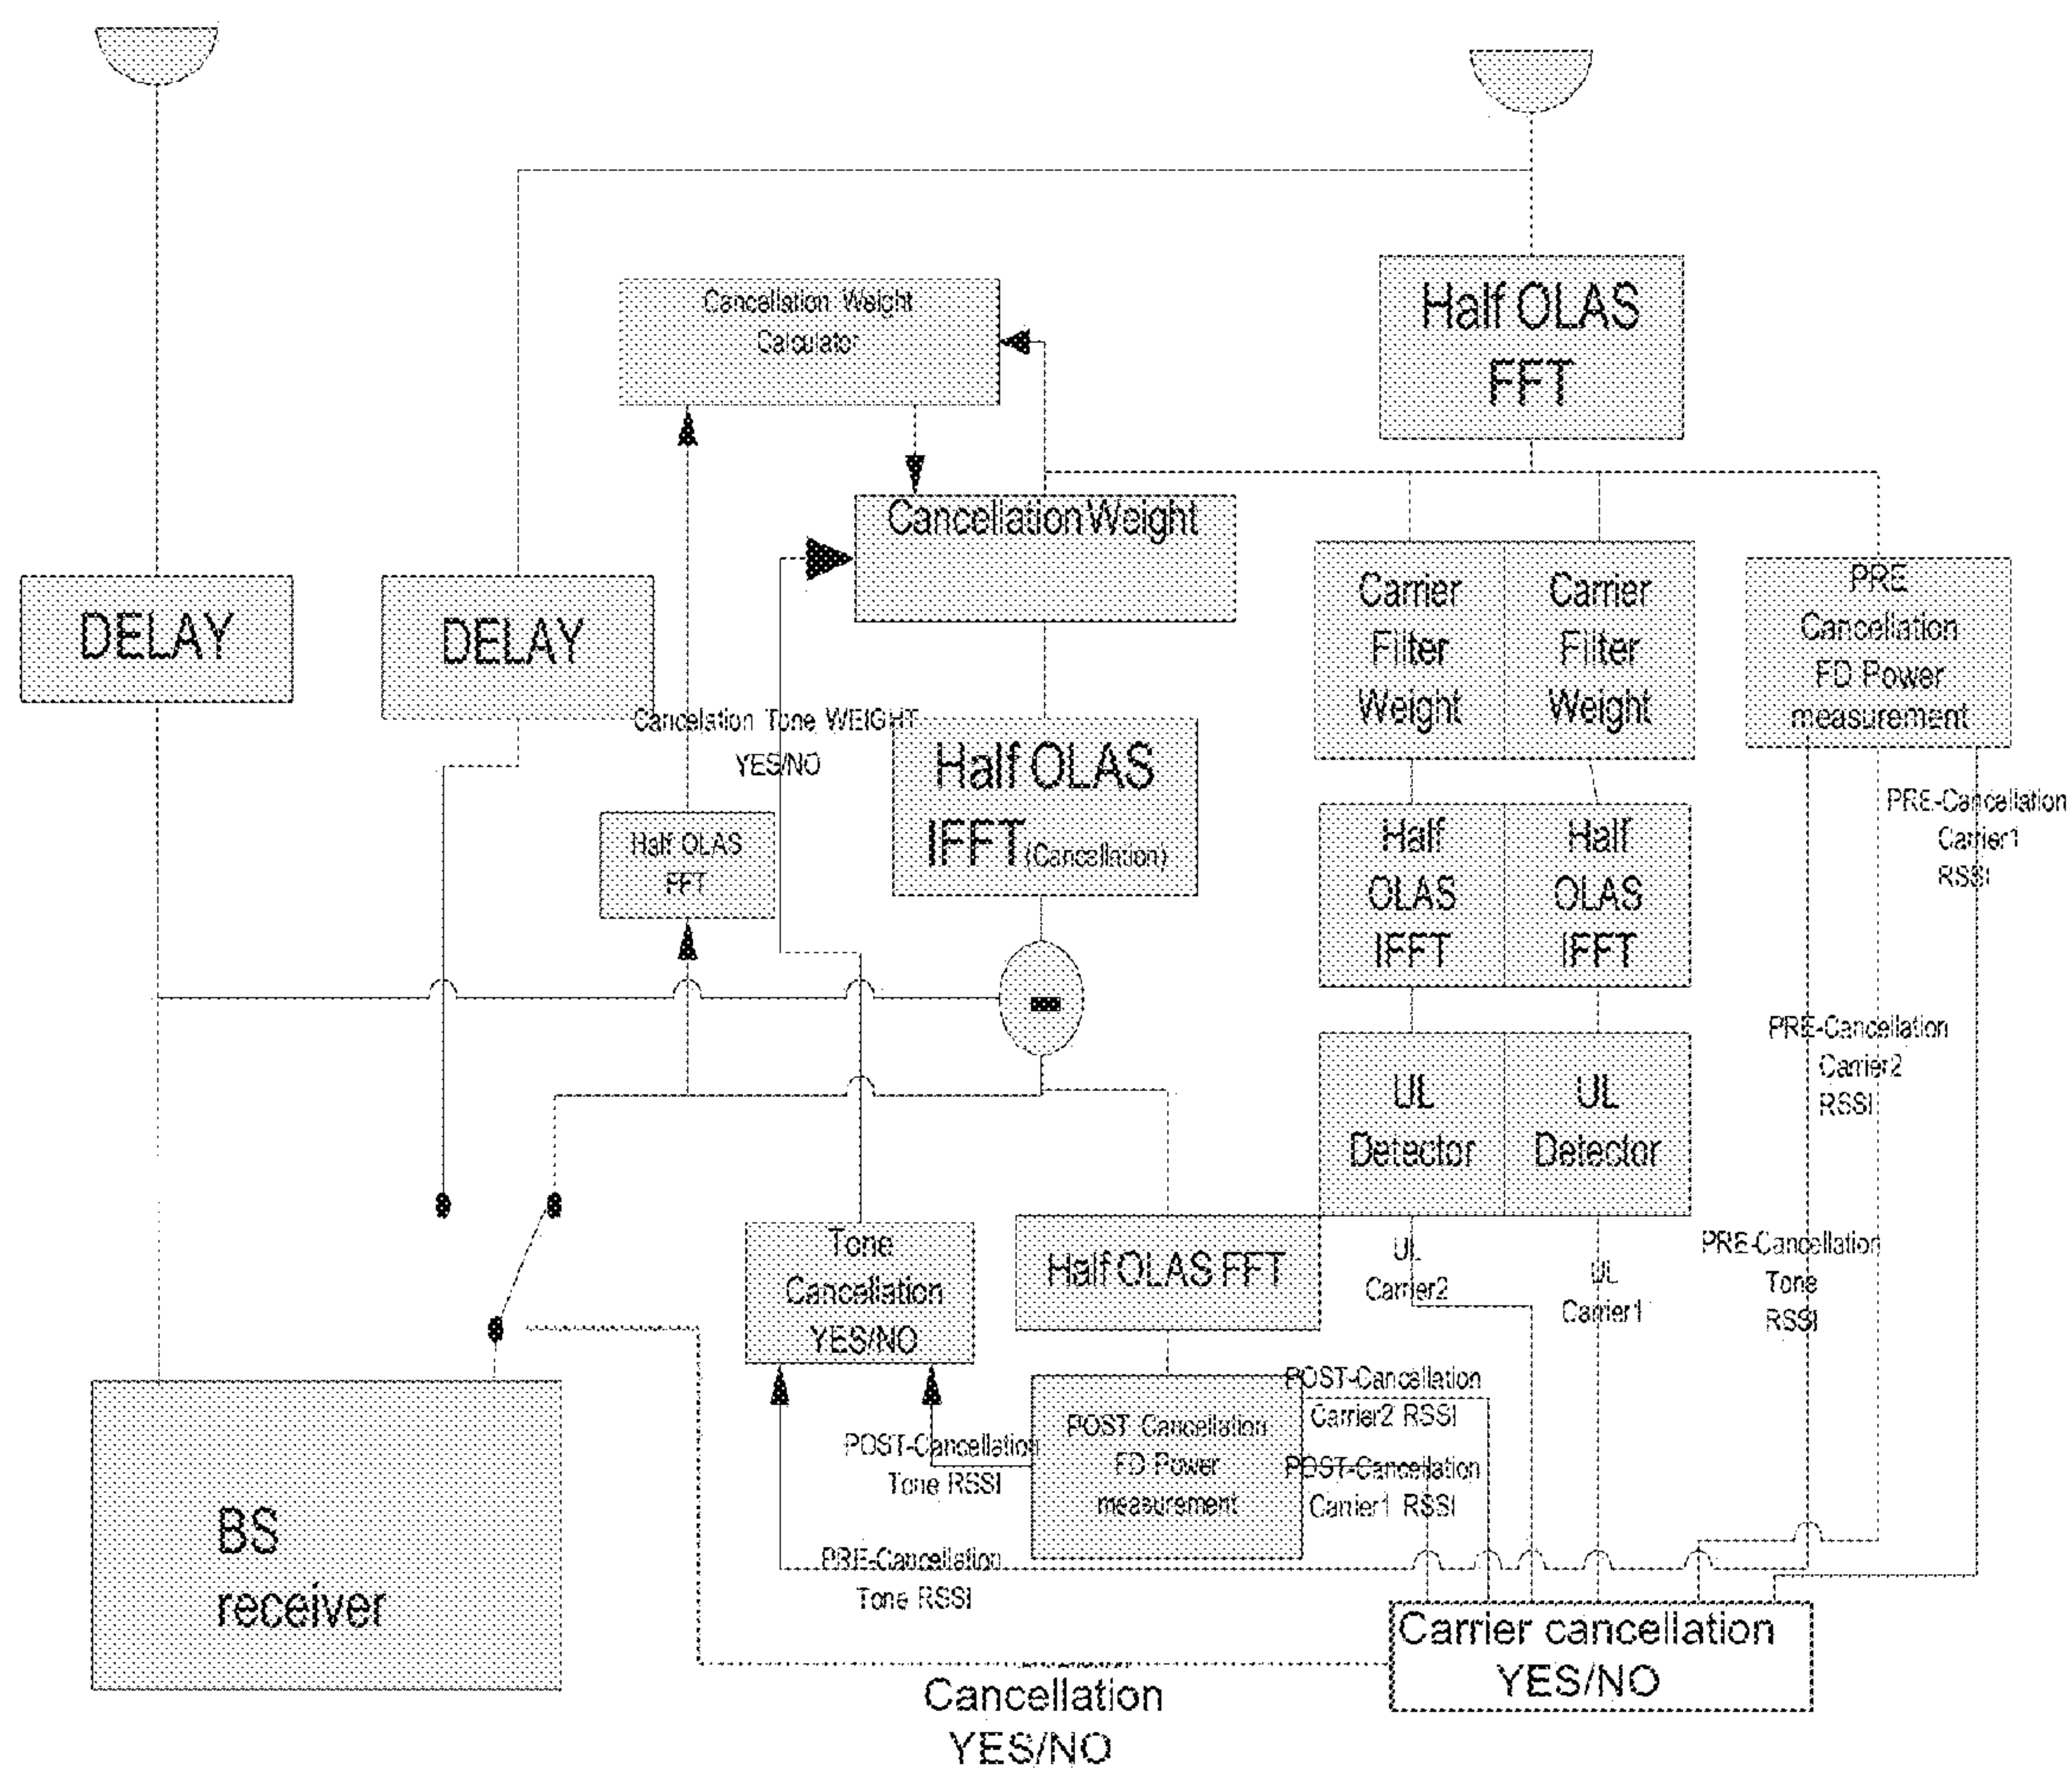 Cancellation Weight
Calculator
Half OLAS
FFT
Cancellation Weight
DELAY
DELAY
Carrier
Filter
Weight
Carrier
Filter
Weight
PRE
Cancellation
FD Power
measurement
Cancelation Tone WEIGHT
YES/NO
Half OLAS
IFFT (Cancellation)
Half OLAS
FFT
Half
OLAS
IFFT
Half
OLAS
IFFT
PRE-Cancellation
Carrier1
RSSI
PRE-Cancellation
Carrier2
RSSI
UL
Detector
UL
Detector
Tone
Cancellation
YES/NO
Half OLAS FFT
UL
Carrier2
UL
Carrier1
PRE-Cancellation
Tone
RSSI
POST-Cancellation
Tone RSSI
POST Cancellation
FD Power
measurement
POST-Cancellation
Carrier2 RSSI
POST-Cancellation
Carrier1 RSSI
BS
receiver
PRE-Cancellation
Tone RSSI
Carrier cancellation
YES/NO
Cancellation
YES/NO